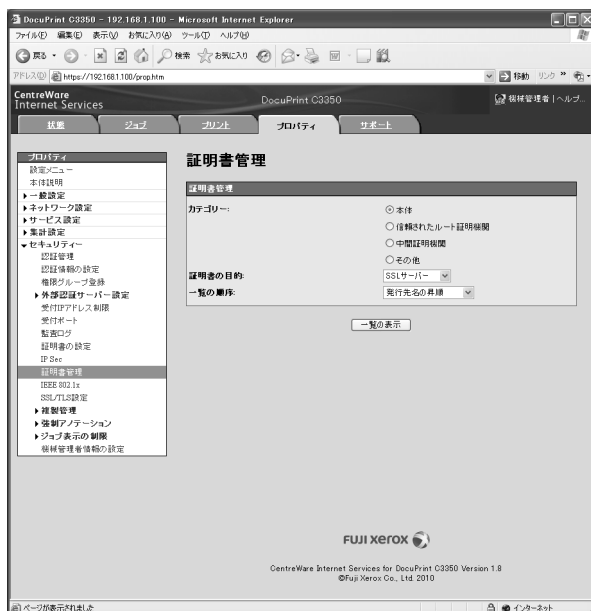 DocuPrint C3350 - 192.168.1.100 - Microsoft Internet Explorer
ファイル(F) 編集(E) 表示(V) お気に入り(A) ツール(T) ヘルプ(H)
戻る 検索 お気に入り
アドレス(D) https://192.168.1.100/prop.htm 移動 リンク »
CentreWare
Internet Services
DocuPrint C3350
機械管理者 | ヘルプ...
状態 ジョブ プリント プロパティ サポート
プロパティ
設定メニュー
本体説明
一般設定
ネットワーク設定
サービス設定
集計設定
セキュリティー
認証管理
認証情報の設定
権限グループ登録
外部認証サーバー設定
受付IPアドレス制限
受付ポート
監査ログ
証明書の設定
IP Sec
証明書管理
IEEE 802.1x
SSL/TLS設定
複製管理
強制アノテーション
ジョブ表示の制限
機械管理者情報の設定
証明書管理
証明書管理
カテゴリー: 本体
信頼されたルート証明機関
中間証明機関
その他
証明書の目的: SSLサーバー
一覧の順序: 発行先名の昇順
一覧の表示
FUJI XEROX
CentreWare Internet Services for DocuPrint C3350 Version 1.8
©Fuji Xerox Co., Ltd. 2010
ページが表示されました インターネット